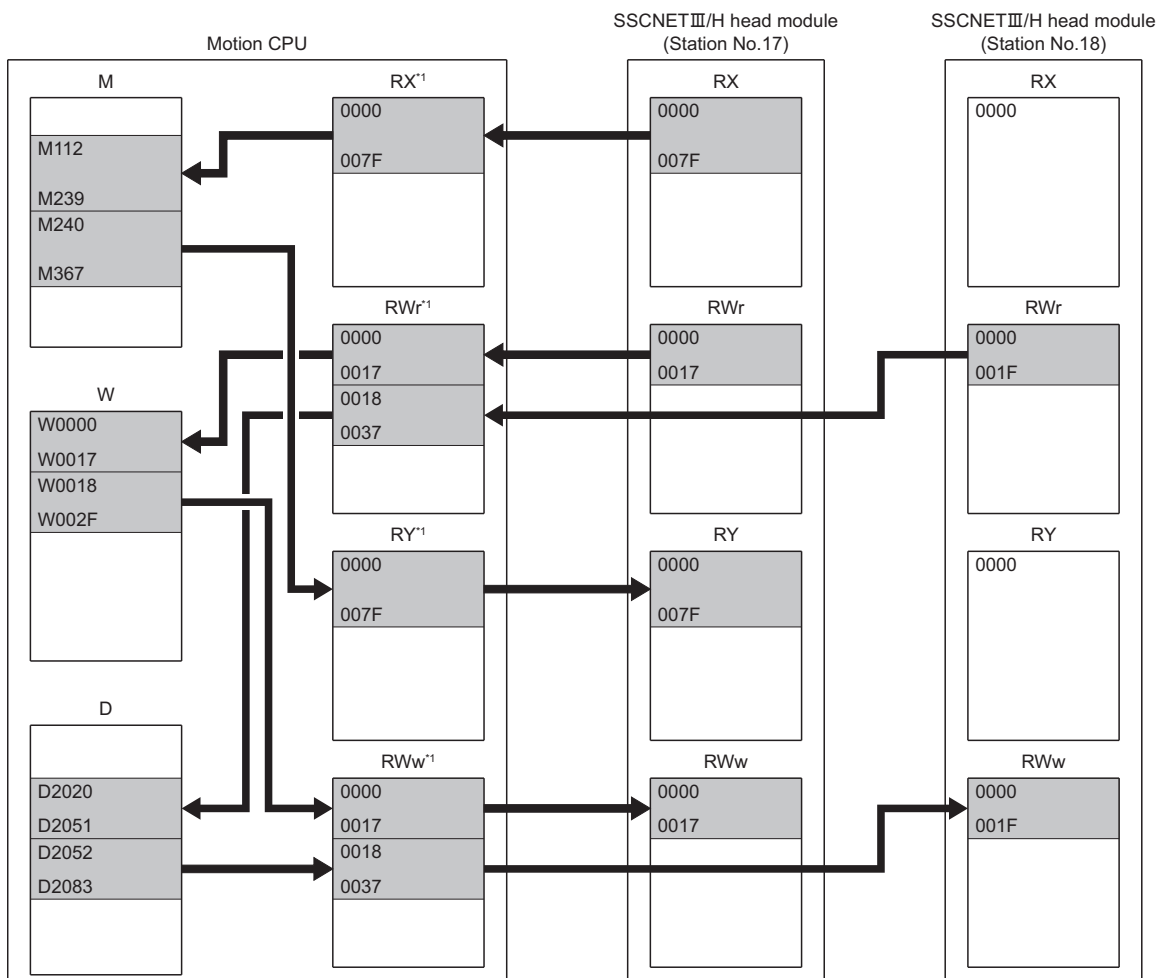 SSCNETⅢ/H head module
(Station No.17)
SSCNETⅢ/H head module
(Station No.18)
Motion CPU
M
M112
M239
M240
M367
W
W0000
W0017
W0018
W002F
D
D2020
D2051
D2052
D2083
RX*1
0000
007F
RWr*1
0000
0017
0018
0037
RY*1
0000
007F
RWw*1
0000
0017
0018
0037
RX
0000
007F
RWr
0000
0017
RY
0000
007F
RWw
0000
0017
RX
0000
RWr
0000
001F
RY
0000
RWw
0000
001F